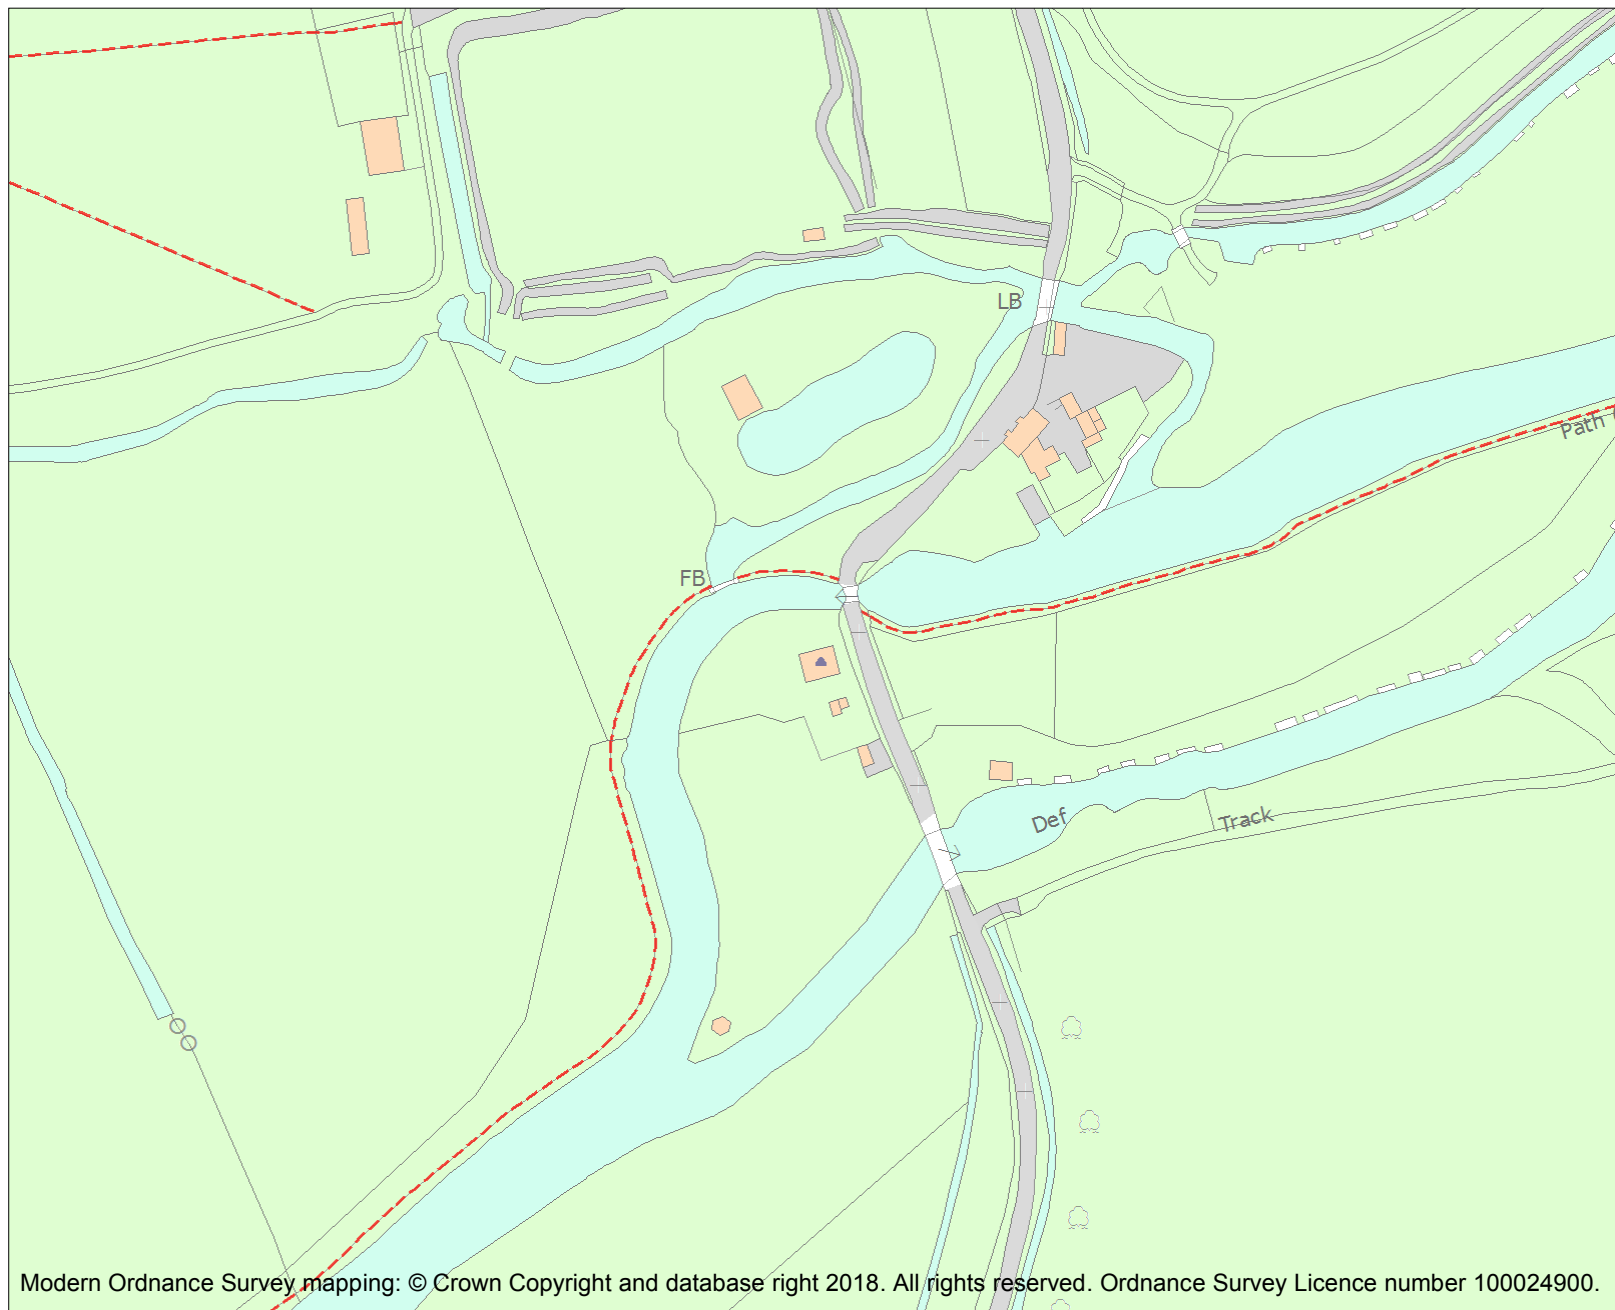 LB
Path
FB
Def
Track
Modern Ordnance Survey mapping: © Crown Copyright and database right 2018. All rights reserved. Ordnance Survey Licence number 100024900.